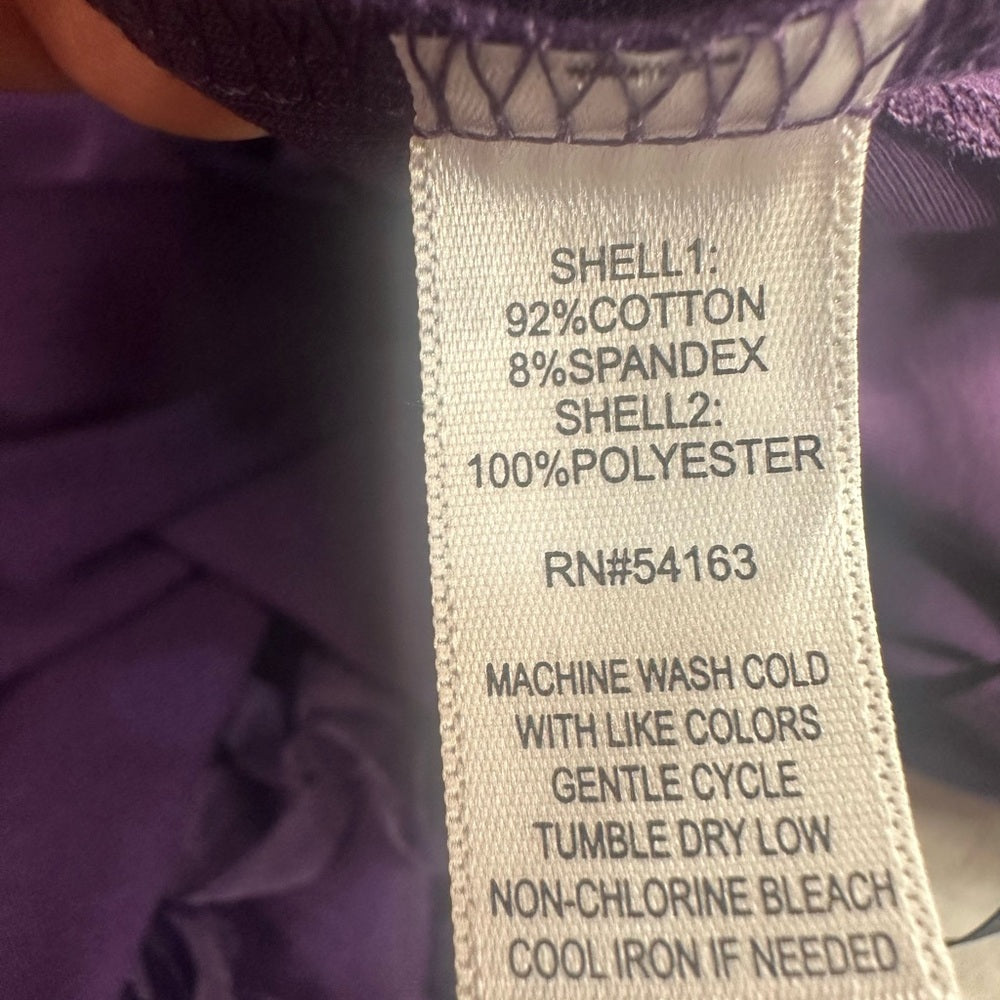 SHELL1:
92%COTTON
8%SPANDEX
SHELL2:
100%POLYESTER
RN#54163
MACHINE WASH COLD
WITH LIKE COLORS
GENTLE CYCLE
TUMBLE DRY LOW
NON-CHLORINE BLEACH
COOL IRON IF NEEDED